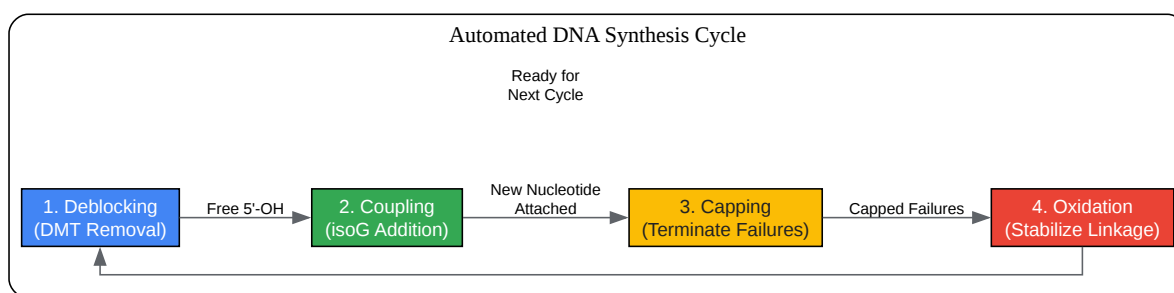 Automated DNA Synthesis Cycle
Ready for
Next Cycle
1. Deblocking
(DMT Removal)
Free 5'-OH
2. Coupling
(isoG Addition)
New Nucleotide
Attached
3. Capping
(Terminate Failures)
Capped Failures
4. Oxidation
(Stabilize Linkage)